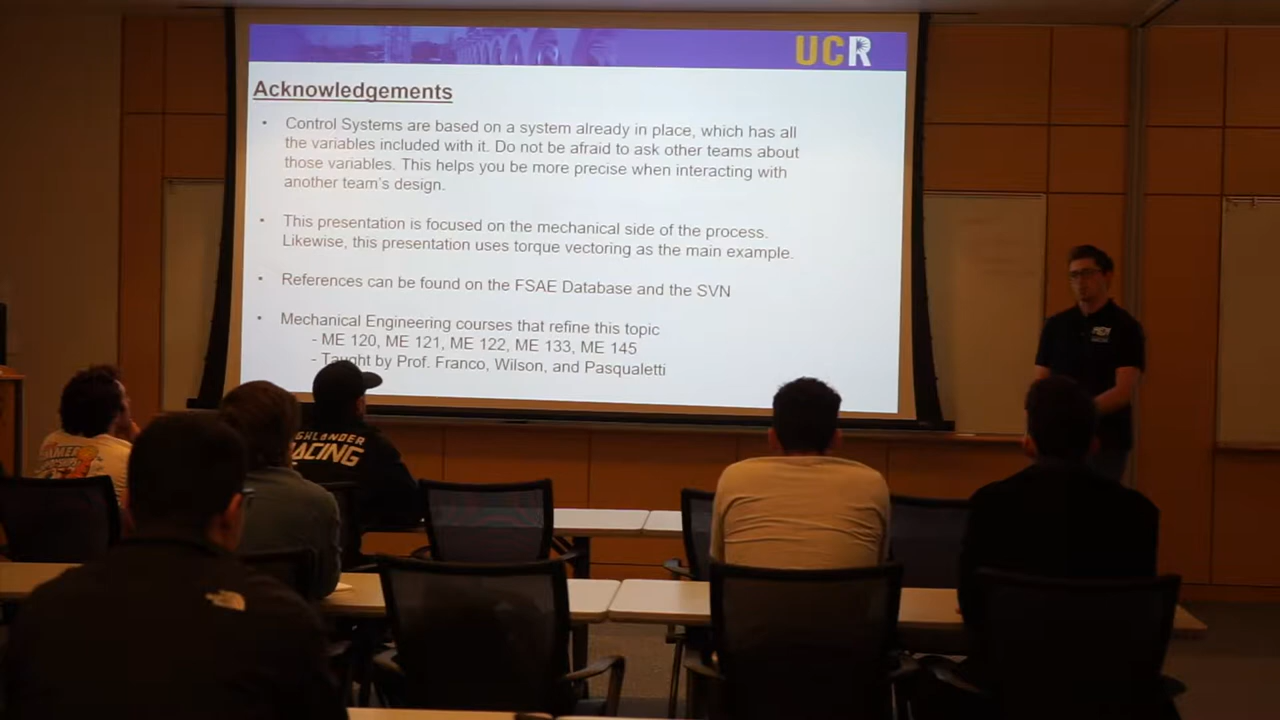 UCR
Acknowledgements
• Control Systems are based on a system already in place, which has all
the variables included with it. Do not be afraid to ask other teams about
those variables. This helps you be more precise when interacting with
another team's design.
• This presentation is focused on the mechanical side of the process.
Likewise, this presentation uses torque vectoring as the main example.
• References can be found on the FSAE Database and the SVN
• Mechanical Engineering courses that refine this topic
- ME 120, ME 121, ME 122, ME 133, ME 145
- Taught by Prof. Franco, Wilson, and Pasqualetti
GHLANDER
RACING